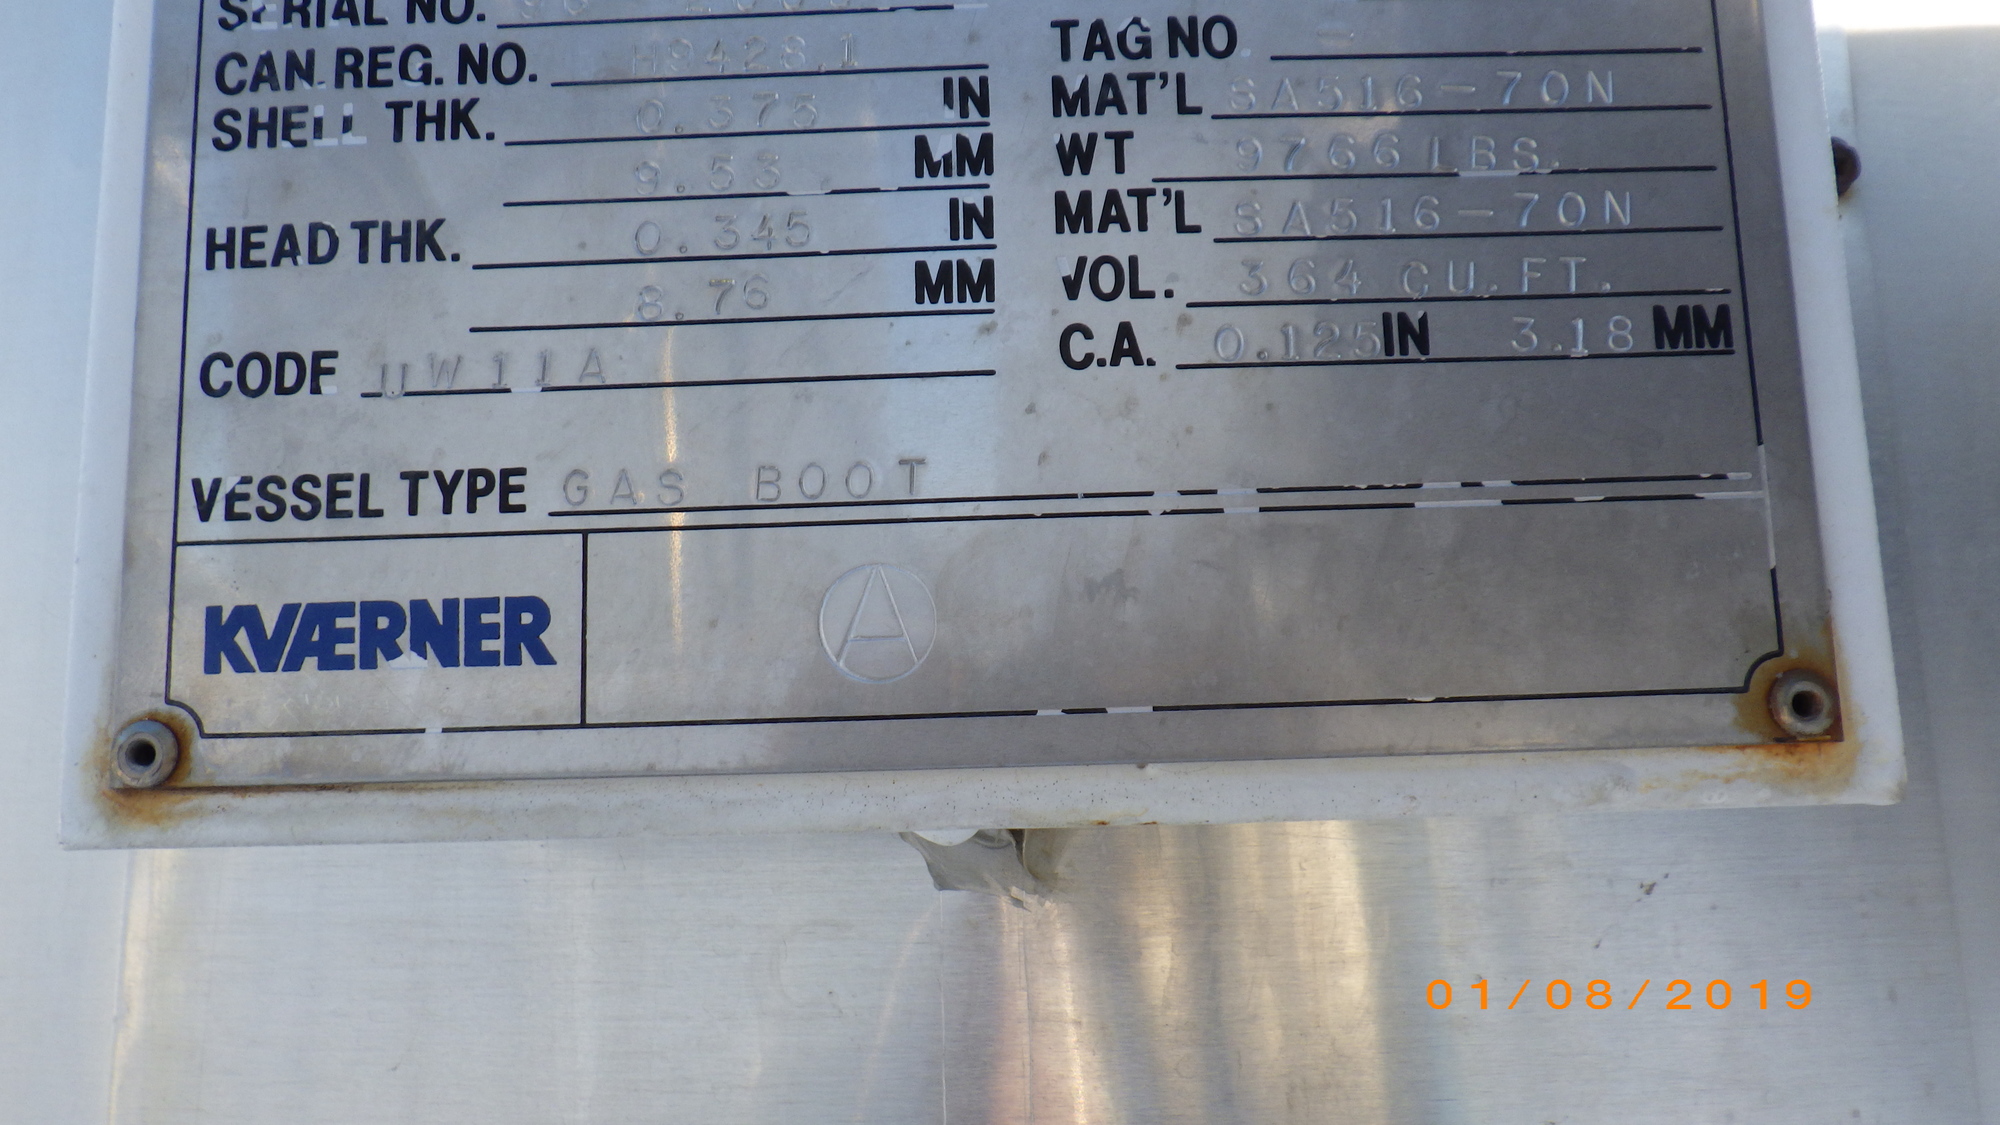 SERIAL NO.
CAN. REG. NO. H9428.1 TAG NO. -
SHELL THK. 0.375 IN MAT'L SA516-70N
9.53 MM WT 9766 LBS.
HEAD THK. 0.345 IN MAT'L SA516-70N
8.76 MM VOL. 364 CU.FT.
CODE UW11A C.A. 0.125 IN 3.18 MM
VESSEL TYPE GAS BOOT
KVÆRNER A
01/08/2019